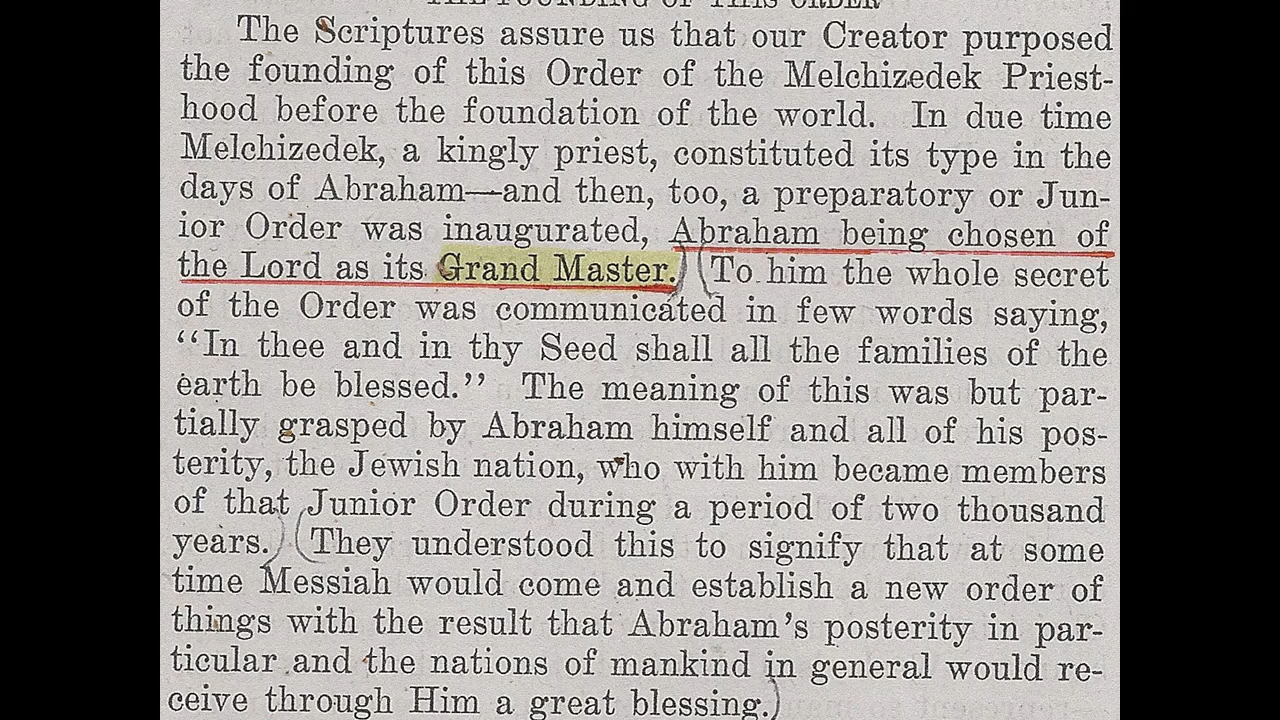 THE FOUNDING OF THIS ORDER
The Scriptures assure us that our Creator purposed
the founding of this Order of the Melchizedek Priest-
hood before the foundation of the world. In due time
Melchizedek, a kingly priest, constituted its type in the
days of Abraham—and then, too, a preparatory or Jun-
ior Order was inaugurated, Abraham being chosen of
the Lord as its Grand Master. To him the whole secret
of the Order was communicated in few words saying,
“In thee and in thy Seed shall all the families of the
earth be blessed.” The meaning of this was but par-
tially grasped by Abraham himself and all of his pos-
terity, the Jewish nation, who with him became members
of that Junior Order during a period of two thousand
years. They understood this to signify that at some
time Messiah would come and establish a new order of
things with the result that Abraham’s posterity in par-
ticular and the nations of mankind in general would re-
ceive through Him a great blessing.